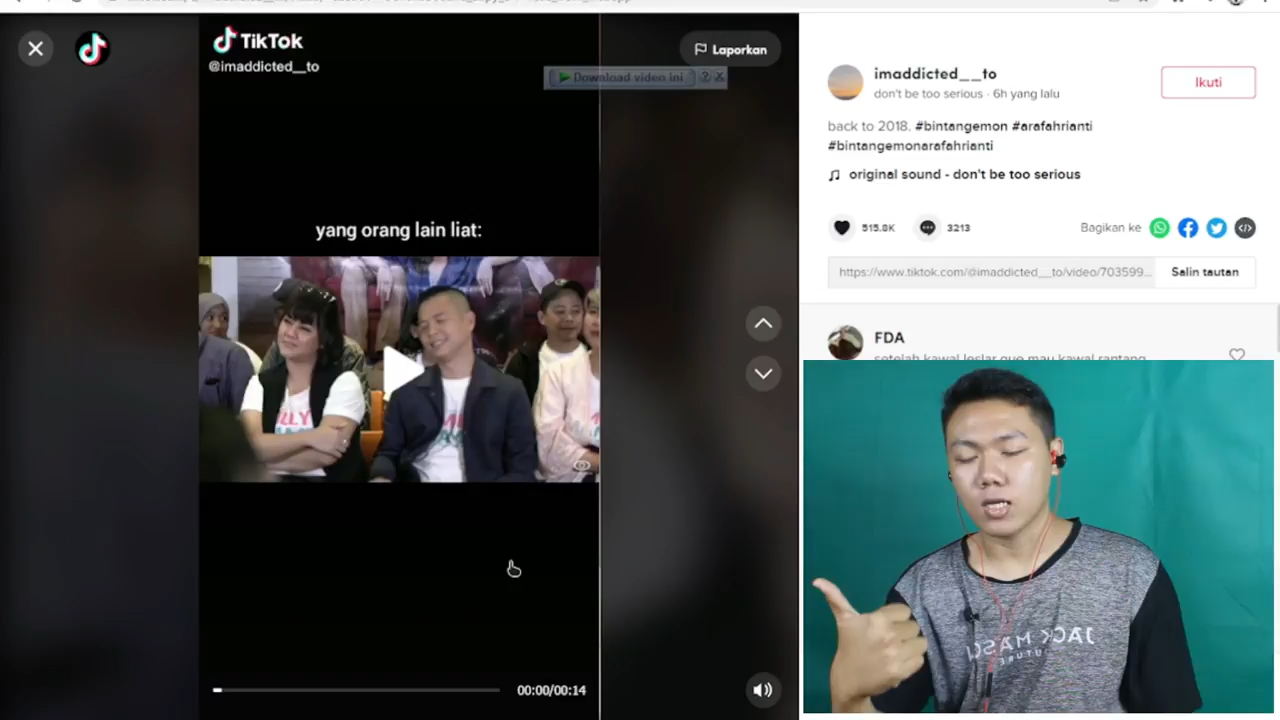 TikTok
@imaddicted__to
Laporkan
Download video ini
?
yang orang lain liat:
00:00/00:14
imaddicted__to
don't be too serious · 6h yang lalu
Ikuti
back to 2018. #bintangemon #arafahrianti
#bintangemonarafahrianti
original sound - don't be too serious
515.8K
3213
Bagikan ke
https://www.tiktok.com/@imaddicted__to/video/703599...
Salin tautan
FDA
setelah kawal leslar gue mau kawal rantang
JACK